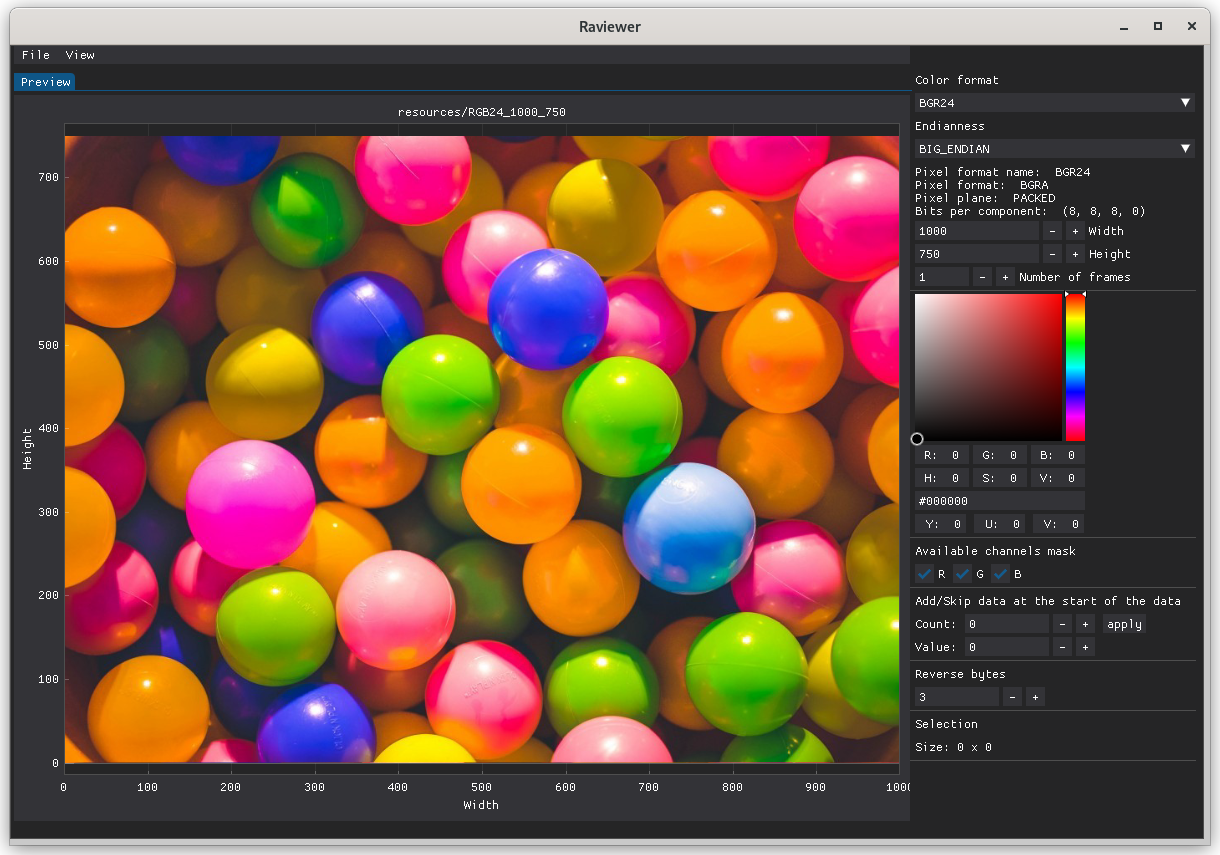 Raviewer
File View
Preview
resources/RGB24_1000_750
700
600
500
400
300
200
100
0
Height
0 100 200 300 400 500 600 700 800 900 1000
Width
Color format
BGR24
Endianness
BIG_ENDIAN
Pixel format name: BGR24
Pixel format: BGRA
Pixel plane: PACKED
Bits per component: (8, 8, 8, 0)
1000 - + Width
750 - + Height
1 - + Number of frames
R: 0 G: 0 B: 0
H: 0 S: 0 V: 0
#000000
Y: 0 U: 0 V: 0
Available channels mask
R G B
Add/Skip data at the start of the data
Count: 0 - + apply
Value: 0 - +
Reverse bytes
3 - +
Selection
Size: 0 x 0